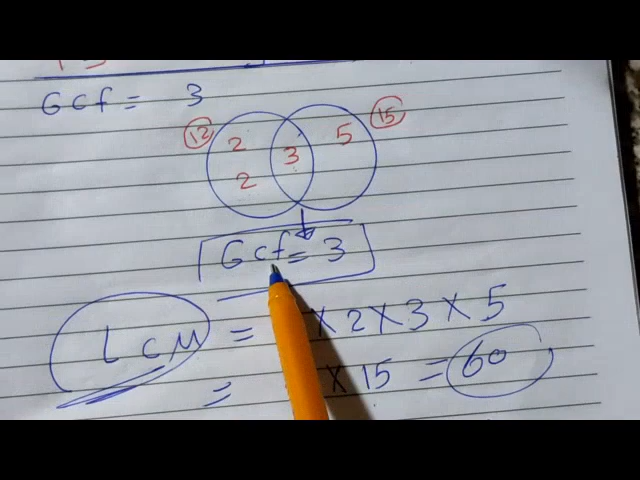 Gcf = 3
12 2 5 15
3
2
Gcf = 3
LCM = × 2 × 3 × 5
= × 15 = 60